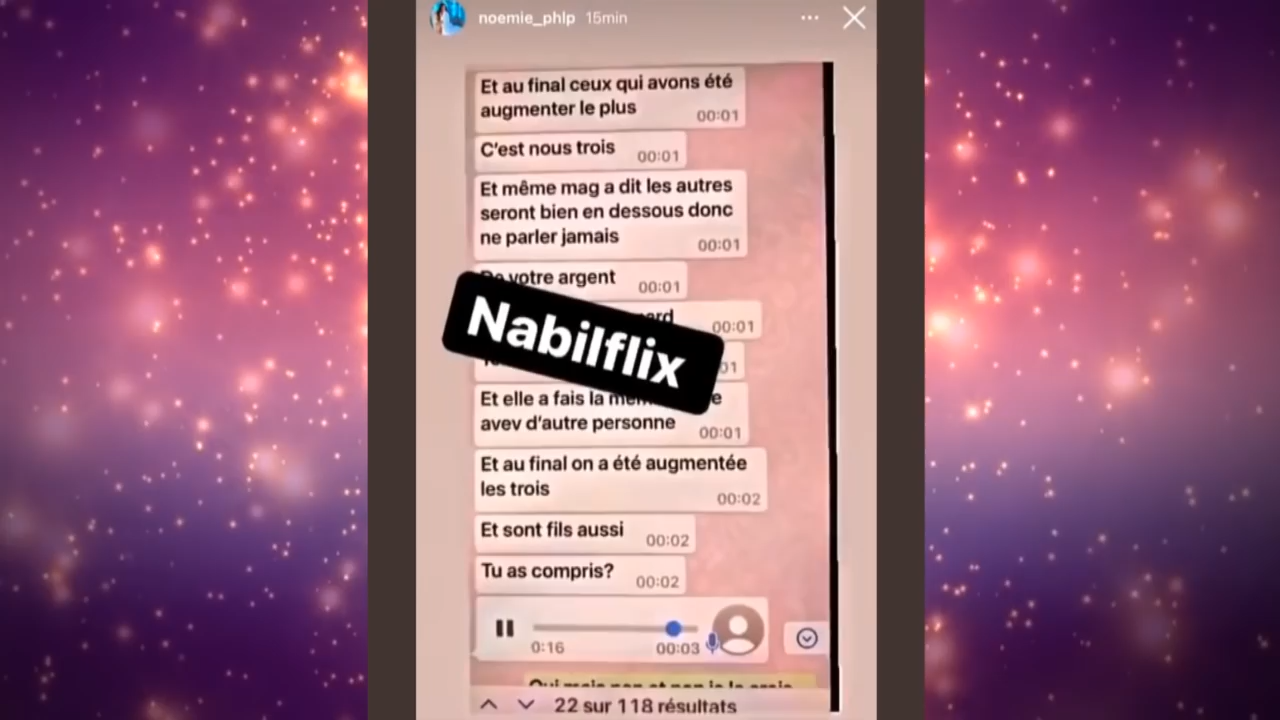 noemie_phlp 15min
Et au final ceux qui avons été
augmenter le plus
00:01
C'est nous trois 00:01
Et même mag a dit les autres
seront bien en dessous donc
ne parler jamais
00:01
votre argent 00:01
00:01
Nabilflix
Et elle a fais la
avev d'autre personne
00:01
Et au final on a été augmentée
les trois
00:02
Et sont fils aussi 00:02
Tu as compris? 00:02
0:16 00:03
22 sur 118 résultats